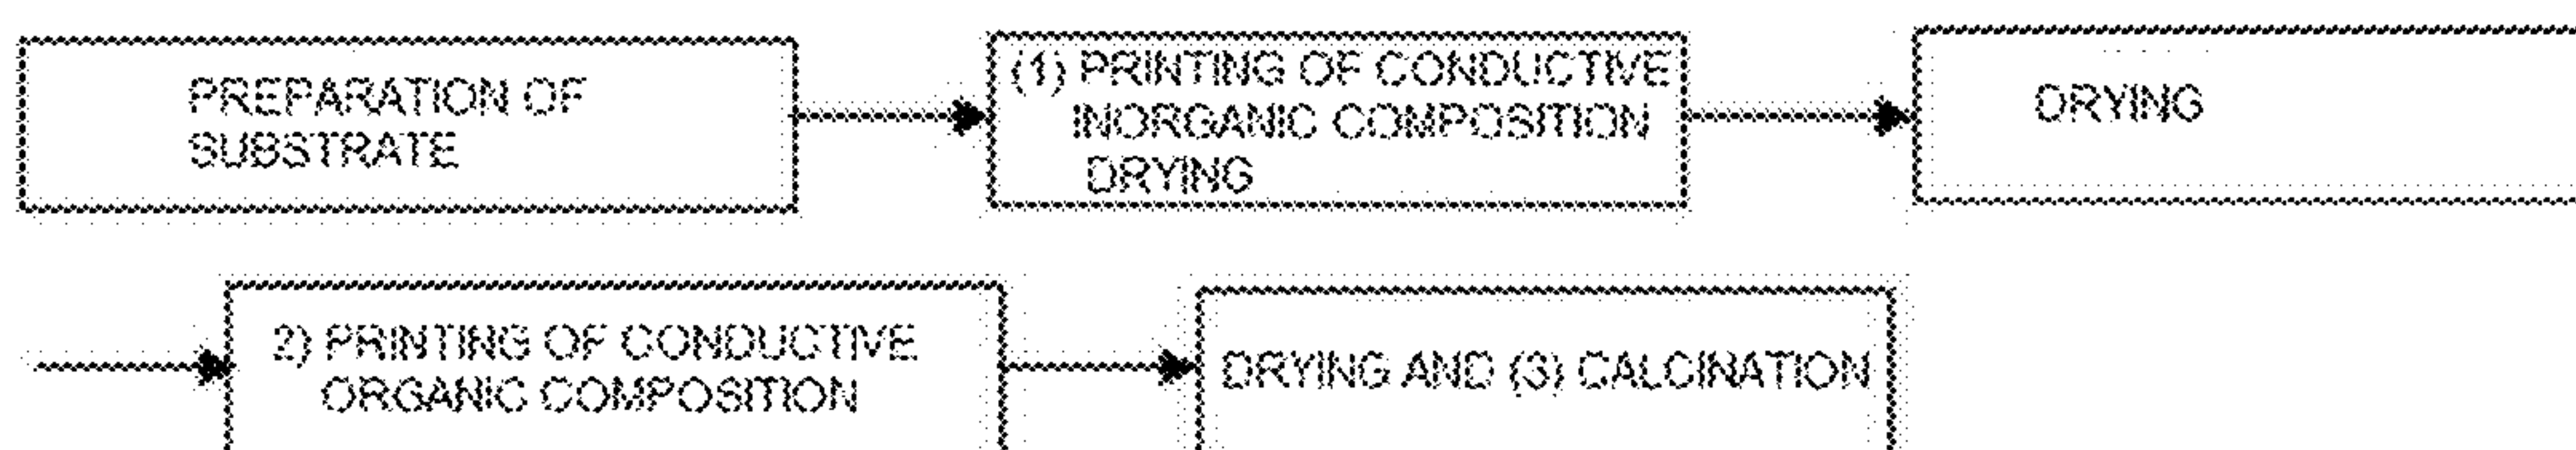 PREPARATION OF
SUBSTRATE
(1) PRINTING OF CONDUCTIVE
INORGANIC COMPOSITION
DRYING
DRYING
2) PRINTING OF CONDUCTIVE
ORGANIC COMPOSITION
DRYING AND (3) CALCINATION